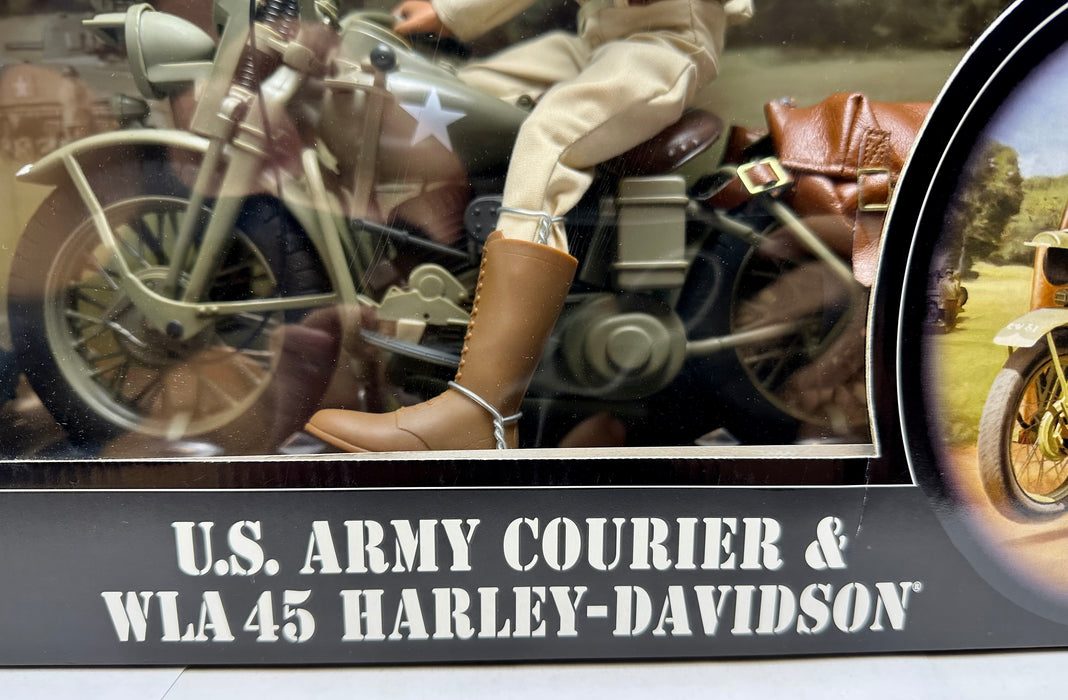 U.S. ARMY COURIER &
WLA 45 HARLEY-DAVIDSON®